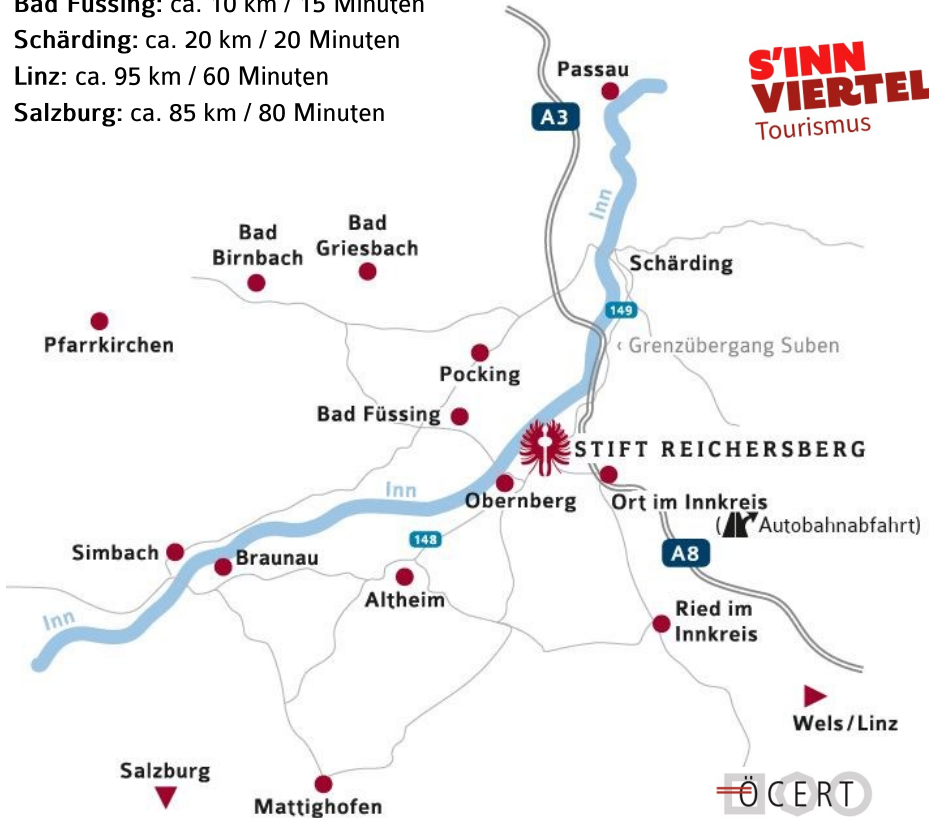 Bad Füssing: ca. 10 km / 15 Minuten
Schärding: ca. 20 km / 20 Minuten
Linz: ca. 95 km / 60 Minuten
Salzburg: ca. 85 km / 80 Minuten
S'INN
VIERTEL
Tourismus
Passau
A3
Inn
Bad
Birnbach
Bad
Griesbach
Schärding
149
‹ Grenzübergang Suben
Pfarrkirchen
Pocking
Bad Füssing
STIFT REICHERSBERG
Obernberg
Ort im Innkreis
(Autobahnabfahrt)
Inn
148
A8
Simbach
Braunau
Altheim
Inn
Ried im
Innkreis
Wels/Linz
Salzburg
Mattighofen
ÖCERT